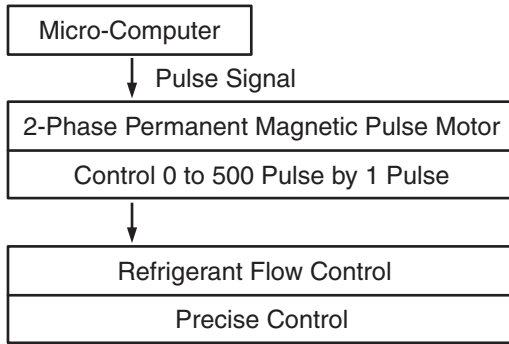 Micro-Computer
Pulse Signal
2-Phase Permanent Magnetic Pulse Motor
Control 0 to 500 Pulse by 1 Pulse
Refrigerant Flow Control
Precise Control